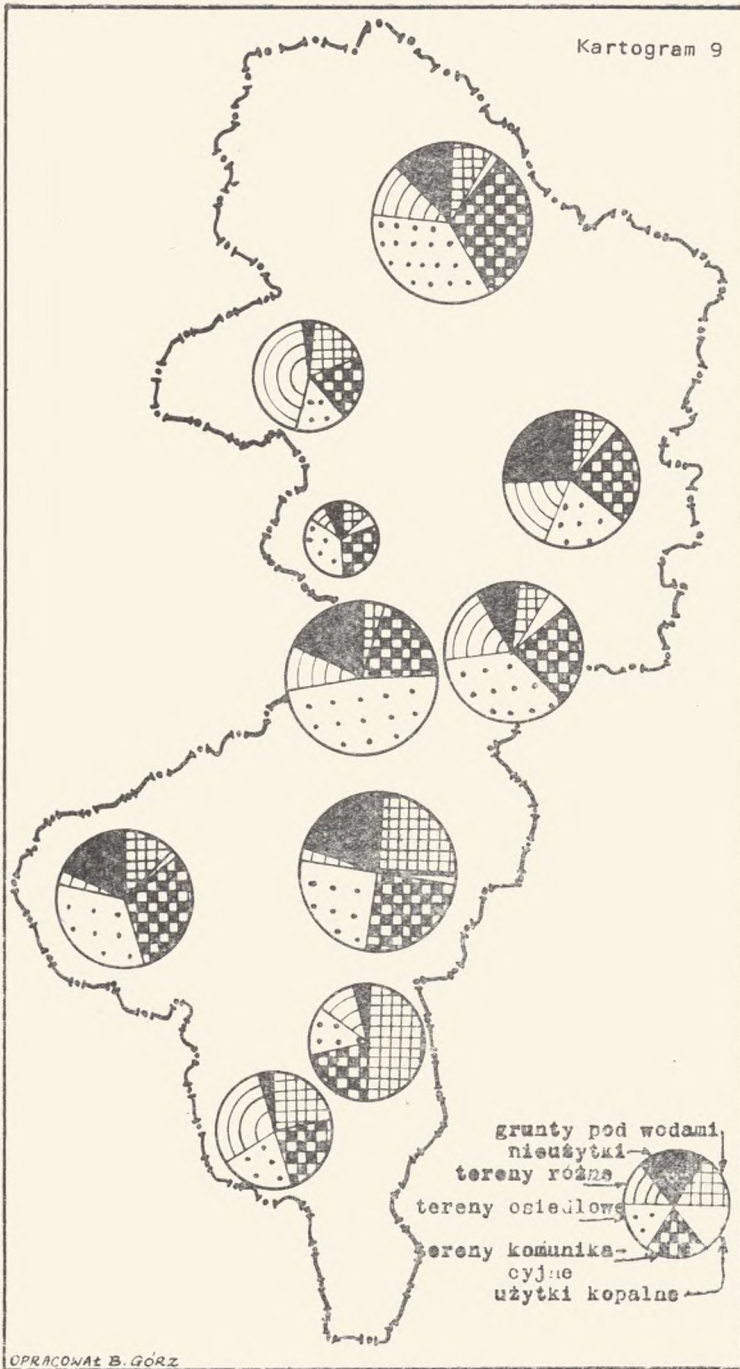 Kartogram 9
grunty pod wodami
nieużytki
tereny różne
tereny osiedlowe
tereny komunika-
cyjne
użytki kopalne
OPRACOWAŁ B. GÓRZ